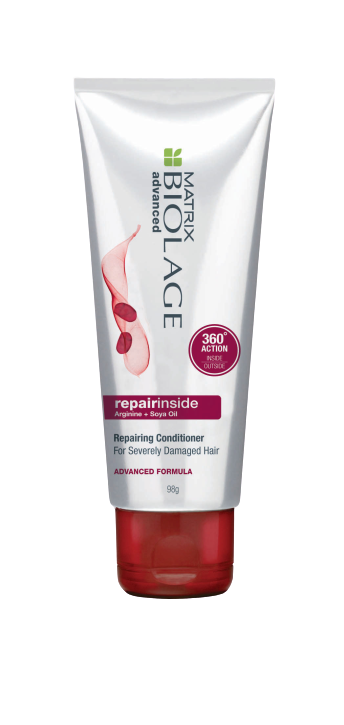 MATRIX
BIOLAGE
advanced
360°
ACTION
INSIDE
OUTSIDE
repairinside
Arginine + Soya Oil
Repairing Conditioner
For Severely Damaged Hair
ADVANCED FORMULA
98g